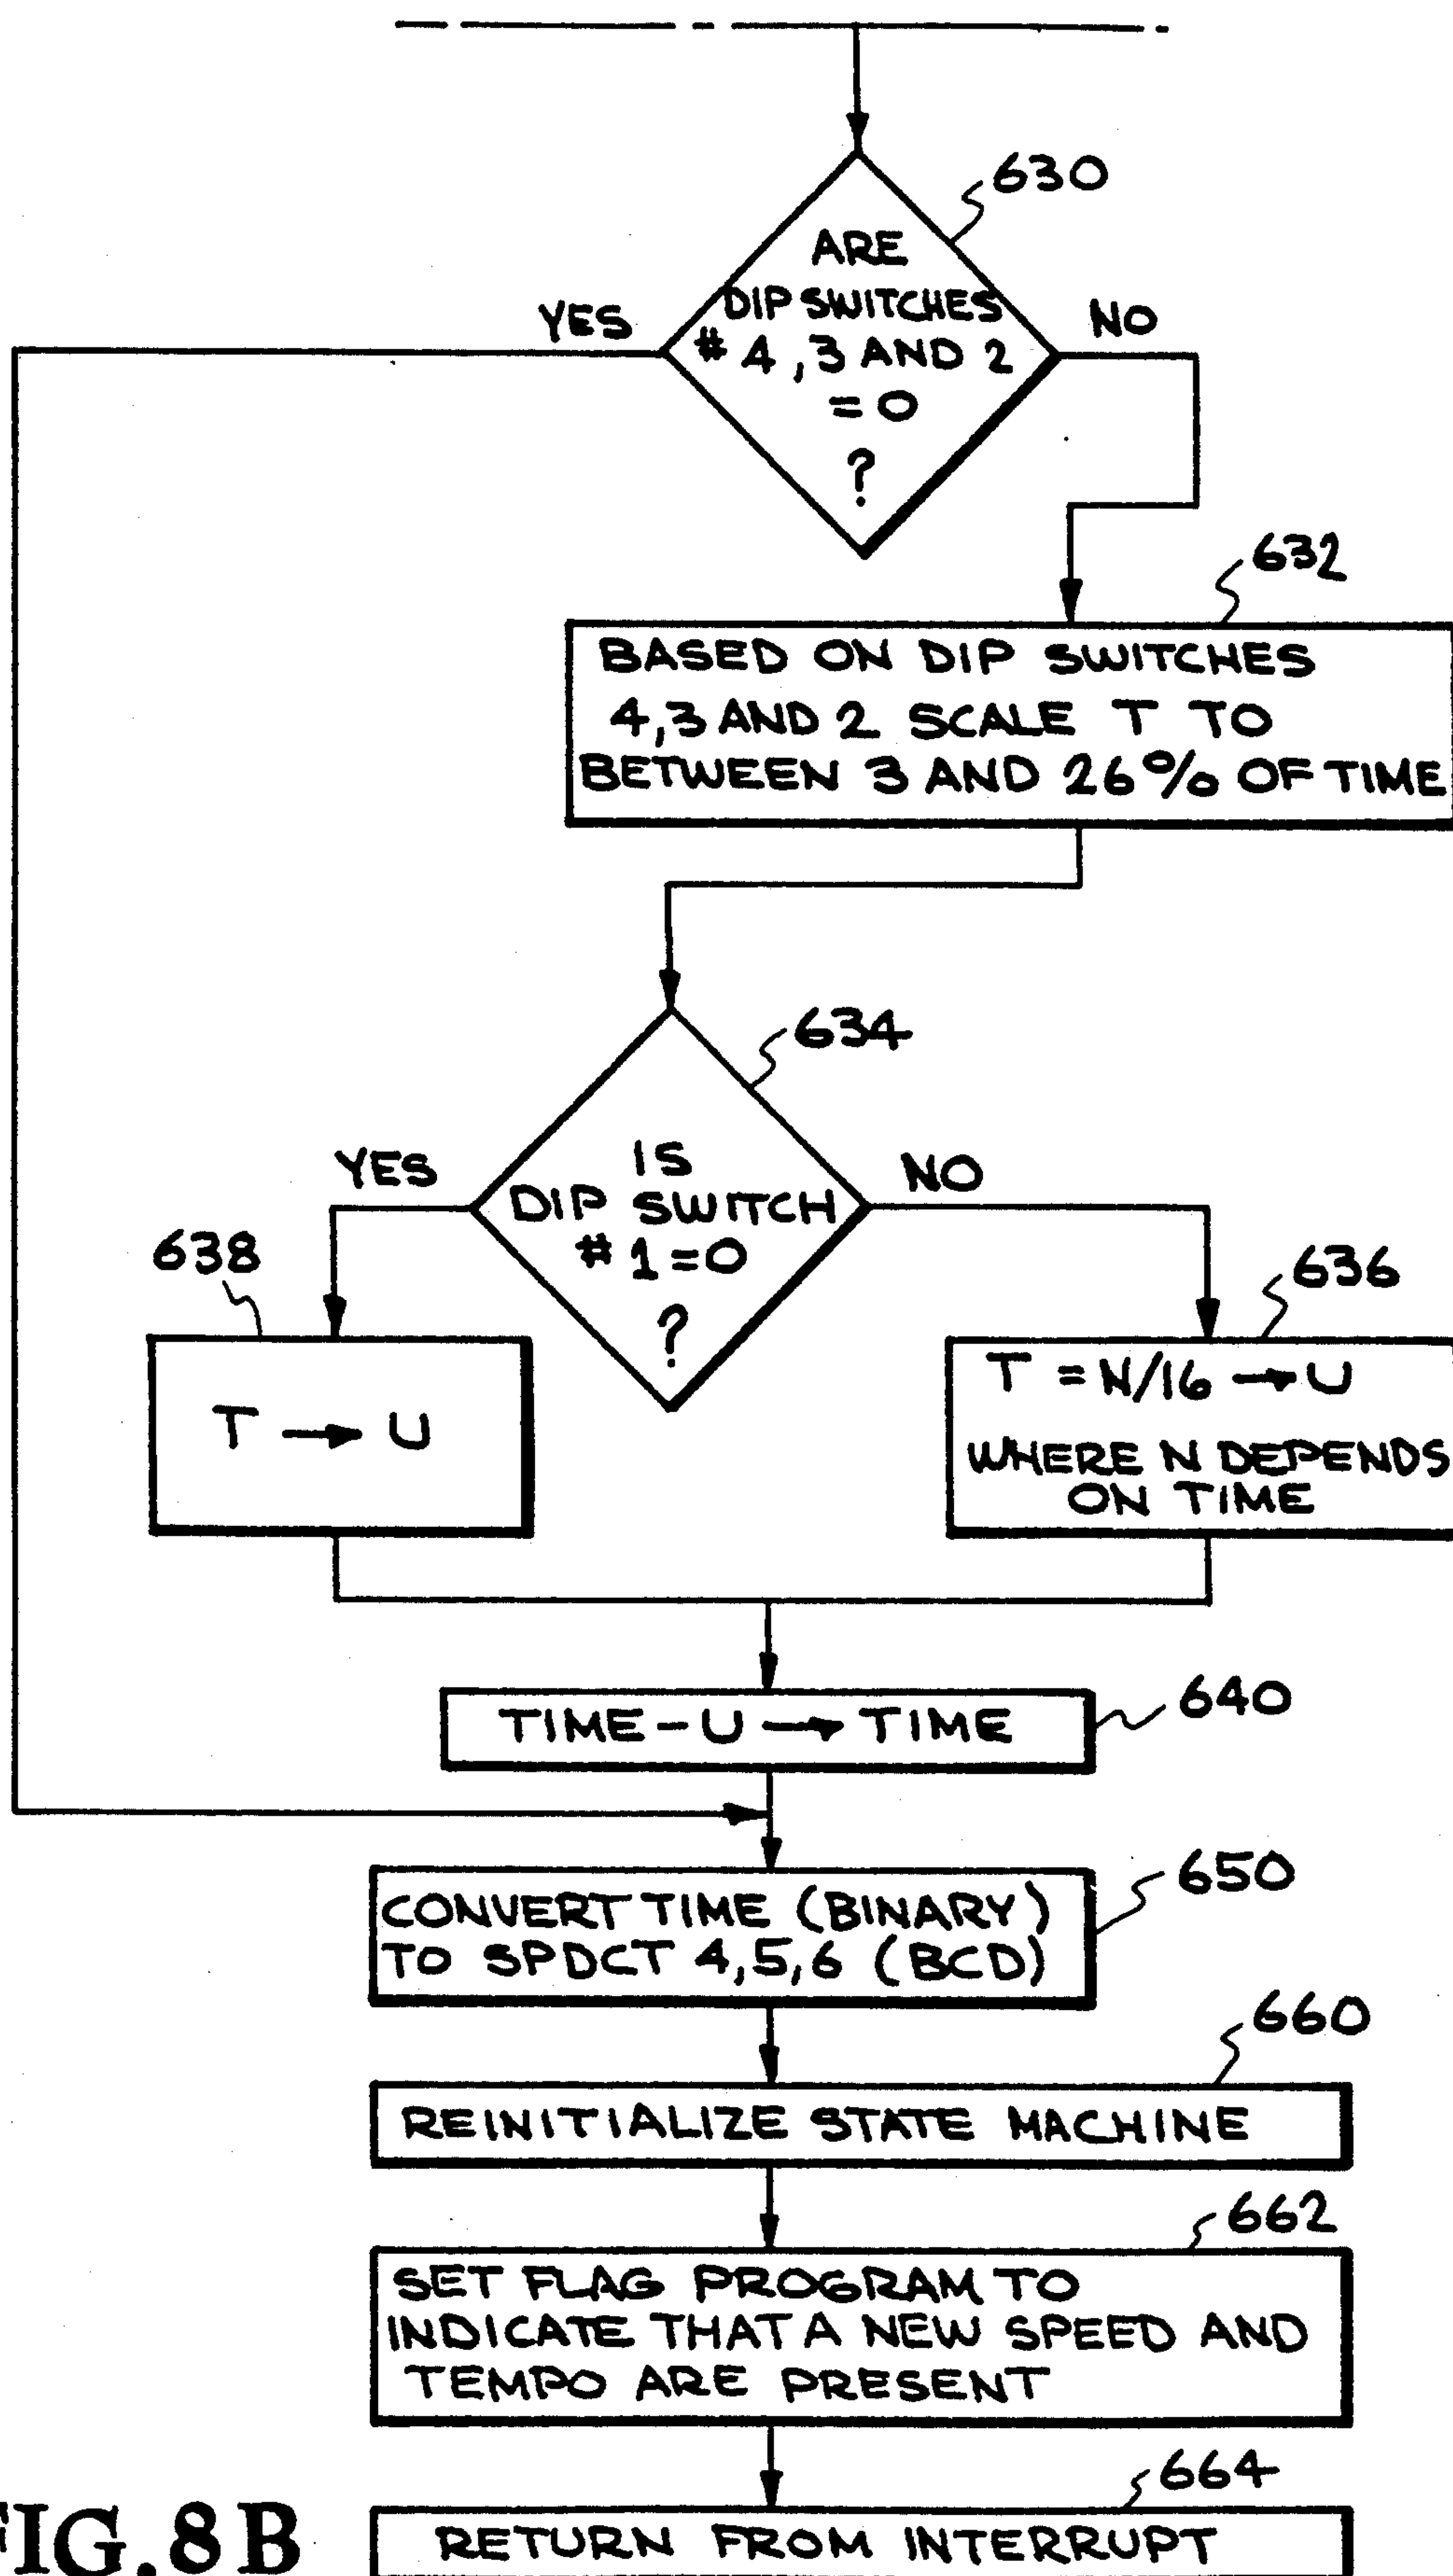 630
ARE
DIP SWITCHES
# 4, 3 AND 2
= 0
?
YES
NO
632
BASED ON DIP SWITCHES
4, 3 AND 2 SCALE T TO
BETWEEN 3 AND 26% OF TIME
634
IS
DIP SWITCH
# 1 = 0
?
YES
NO
638
T → U
636
T = N/16 → U
WHERE N DEPENDS
ON TIME
640
TIME – U → TIME
650
CONVERT TIME (BINARY)
TO SPDCT 4, 5, 6 (BCD)
660
REINITIALIZE STATE MACHINE
662
SET FLAG PROGRAM TO
INDICATE THAT A NEW SPEED AND
TEMPO ARE PRESENT
664
RETURN FROM INTERRUPT
FIG. 8B